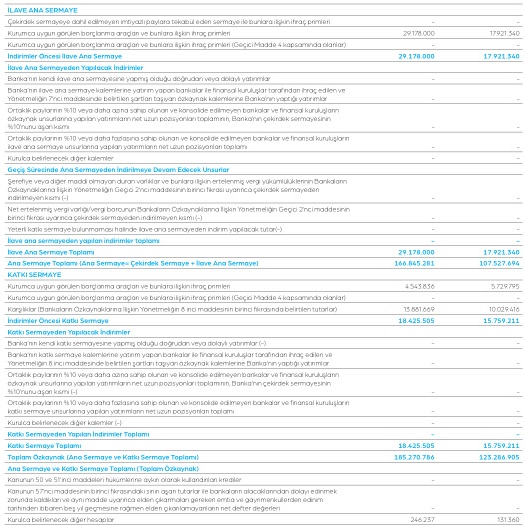 İLAVE ANA SERMAYE
Çekirdek sermayeye dahil edilmeyen imtiyazlı paylara tekabül eden sermaye ile bunlara ilişkin ihraç primleri – –
Kurumca uygun görülen borçlanma araçları ve bunlara ilişkin ihraç primleri 29.178.000 17.921.340
Kurumca uygun görülen borçlanma araçları ve bunlara ilişkin ihraç primleri (Geçici Madde 4 kapsamında olanlar) – –
İndirimler Öncesi İlave Ana Sermaye 29.178.000 17.921.340
İlave Ana Sermayeden Yapılacak İndirimler
Banka'nın kendi ilave ana sermayesine yapmış olduğu doğrudan veya dolaylı yatırımlar – –
Banka'nın ilave ana sermaye kalemlerine yatırım yapan bankalar ile finansal kuruluşlar tarafından ihraç edilen ve
Yönetmeliğin 7'nci maddesinde belirtilen şartları taşıyan özkaynak kalemlerine Banka'nın yaptığı yatırımlar – –
Ortaklık paylarının %10 veya daha azına sahip olunan ve konsolide edilmeyen bankalar ve finansal kuruluşların
özkaynak unsurlarına yapılan yatırımların net uzun pozisyonları toplamının, Banka'nın çekirdek sermayesinin
%10'nunu aşan kısmı – –
Ortaklık paylarının %10 veya daha fazlasına sahip olunan ve konsolide edilmeyen bankalar ve finansal kuruluşların
ilave ana sermaye unsurlarına yapılan yatırımların net uzun pozisyonları toplamı – –
Kurulca belirlenecek diğer kalemler – –
Geçiş Sürecinde Ana Sermayeden İndirilmeye Devam Edecek Unsurlar
Şerefiye veya diğer maddi olmayan duran varlıklar ve bunlara ilişkin ertelenmiş vergi yükümlülüklerinin Bankaların
Özkaynaklarına İlişkin Yönetmeliğin Geçici 2'nci maddesinin birinci fıkrası uyarınca çekirdek sermayeden
indirilmeyen kısmı (-) – –
Net ertelenmiş vergi varlığı/vergi borcunun Bankaların Özkaynaklarına İlişkin Yönetmeliğin Geçici 2'nci maddesinin
birinci fıkrası uyarınca çekirdek sermayeden indirilmeyen kısmı (-) – –
Yeterli katkı sermaye bulunmaması halinde ilave ana sermayeden indirim yapılacak tutar(-) – –
İlave ana sermayeden yapılan indirimler toplamı – –
İlave Ana Sermaye Toplamı 29.178.000 17.921.340
Ana Sermaye Toplamı (Ana Sermaye= Çekirdek Sermaye + İlave Ana Sermaye) 166.845.281 107.527.694
KATKI SERMAYE
Kurumca uygun görülen borçlanma araçları ve bunlara ilişkin ihraç primleri 4.543.836 5.729.795
Kurumca uygun görülen borçlanma araçları ve bunlara ilişkin ihraç primleri (Geçici Madde 4 kapsamında olanlar) – –
Karşılıklar (Bankaların Özkaynaklarına İlişkin Yönetmeliğin 8 inci maddesinin birinci fıkrasında belirtilen tutarlar) 13.881.669 10.029.416
İndirimler Öncesi Katkı Sermaye 18.425.505 15.759.211
Katkı Sermayeden Yapılacak İndirimler
Banka'nın kendi katkı sermayesine yapmış olduğu doğrudan veya dolaylı yatırımlar (-) – –
Banka'nın katkı sermaye kalemlerine yatırım yapan bankalar ile finansal kuruluşlar tarafından ihraç edilen ve
Yönetmeliğin 8 inci maddesinde belirtilen şartları taşıyan özkaynak kalemlerine Banka'nın yaptığı yatırımlar – –
Ortaklık paylarının %10 veya daha azına sahip olunan ve konsolide edilmeyen bankalar ve finansal kuruluşların
özkaynak unsurlarına yapılan yatırımların net uzun pozisyonları toplamının, Banka'nın çekirdek sermayesinin
%10'nunu aşan kısmı (-) – –
Ortaklık paylarının %10 veya daha fazlasına sahip olunan ve konsolide edilmeyen bankalar ve finansal kuruluşların
katkı sermaye unsurlarına yapılan yatırımların net uzun pozisyonları toplamı – –
Kurulca belirlenecek diğer kalemler (-) – –
Katkı Sermayeden Yapılan İndirimler Toplamı – –
Katkı Sermaye Toplamı 18.425.505 15.759.211
Toplam Özkaynak (Ana Sermaye ve Katkı Sermaye Toplamı) 185.270.786 123.286.905
Ana Sermaye ve Katkı Sermaye Toplamı (Toplam Özkaynak)
Kanunun 50 ve 51'inci maddeleri hükümlerine aykırı olarak kullandırılan krediler – –
Kanunun 57'nci maddesinin birinci fıkrasındaki sınırı aşan tutarlar ile bankaların alacaklarından dolayı edinmek
zorunda kaldıkları ve aynı madde uyarınca elden çıkarmaları gereken emtia ve gayrimenkullerden edinim
tarihinden itibaren beş yıl geçmesine rağmen elden çıkarılamayanların net defter değerleri – –
Kurulca belirlenecek diğer hesaplar 246.237 131.360